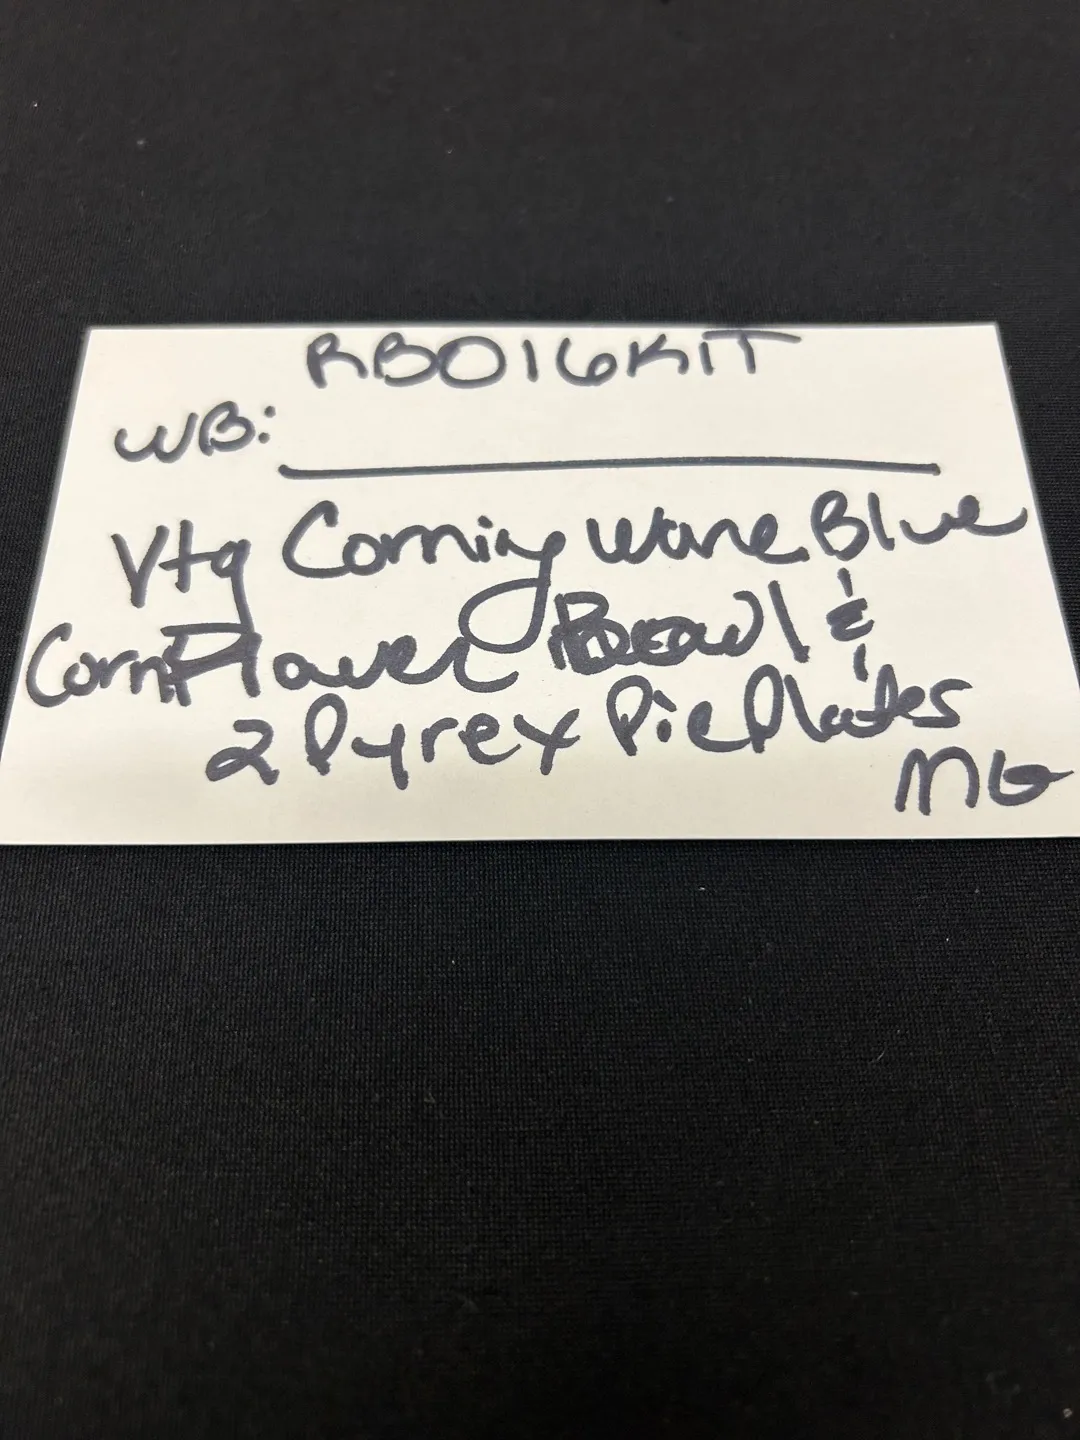 RB016KIT
WB:
Vtg Corning Ware Blue
CornFlower Bowl &
2 Pyrex Pie Plates
MG